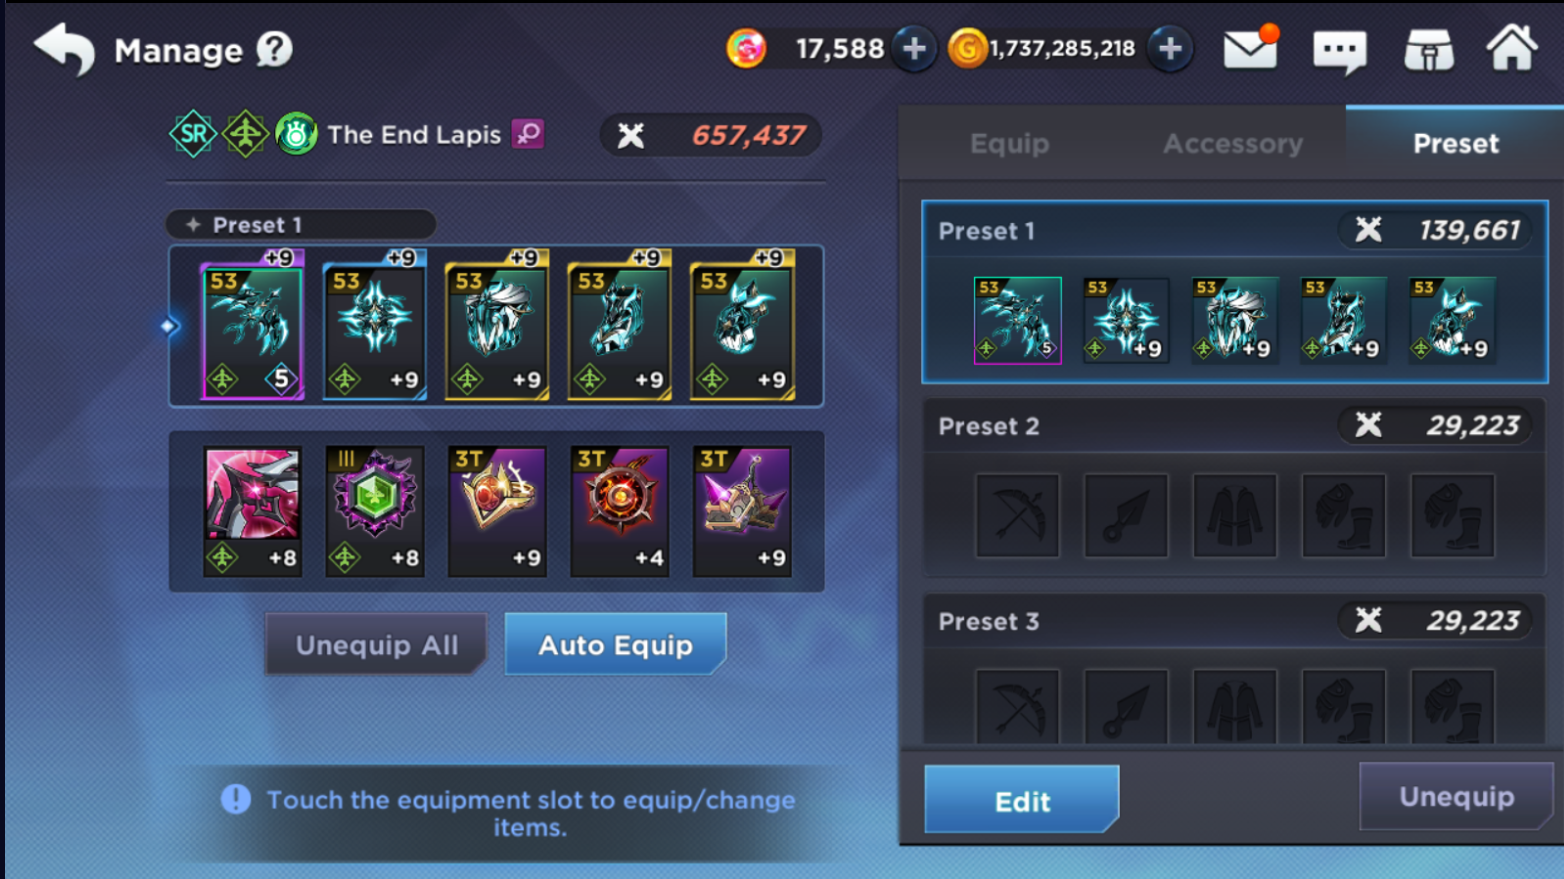 Manage ?
17,588
G 1,737,285,218
SR The End Lapis
657,437
Equip
Accessory
Preset
Preset 1
+9 +9 +9 +9 +9
53 53 53 53 53
5 +9 +9 +9 +9
III 3T 3T 3T
+8 +8 +9 +4 +9
Unequip All
Auto Equip
Touch the equipment slot to equip/change
items.
Preset 1
139,661
53 53 53 53 53
5 +9 +9 +9 +9
Preset 2
29,223
Preset 3
29,223
Edit
Unequip